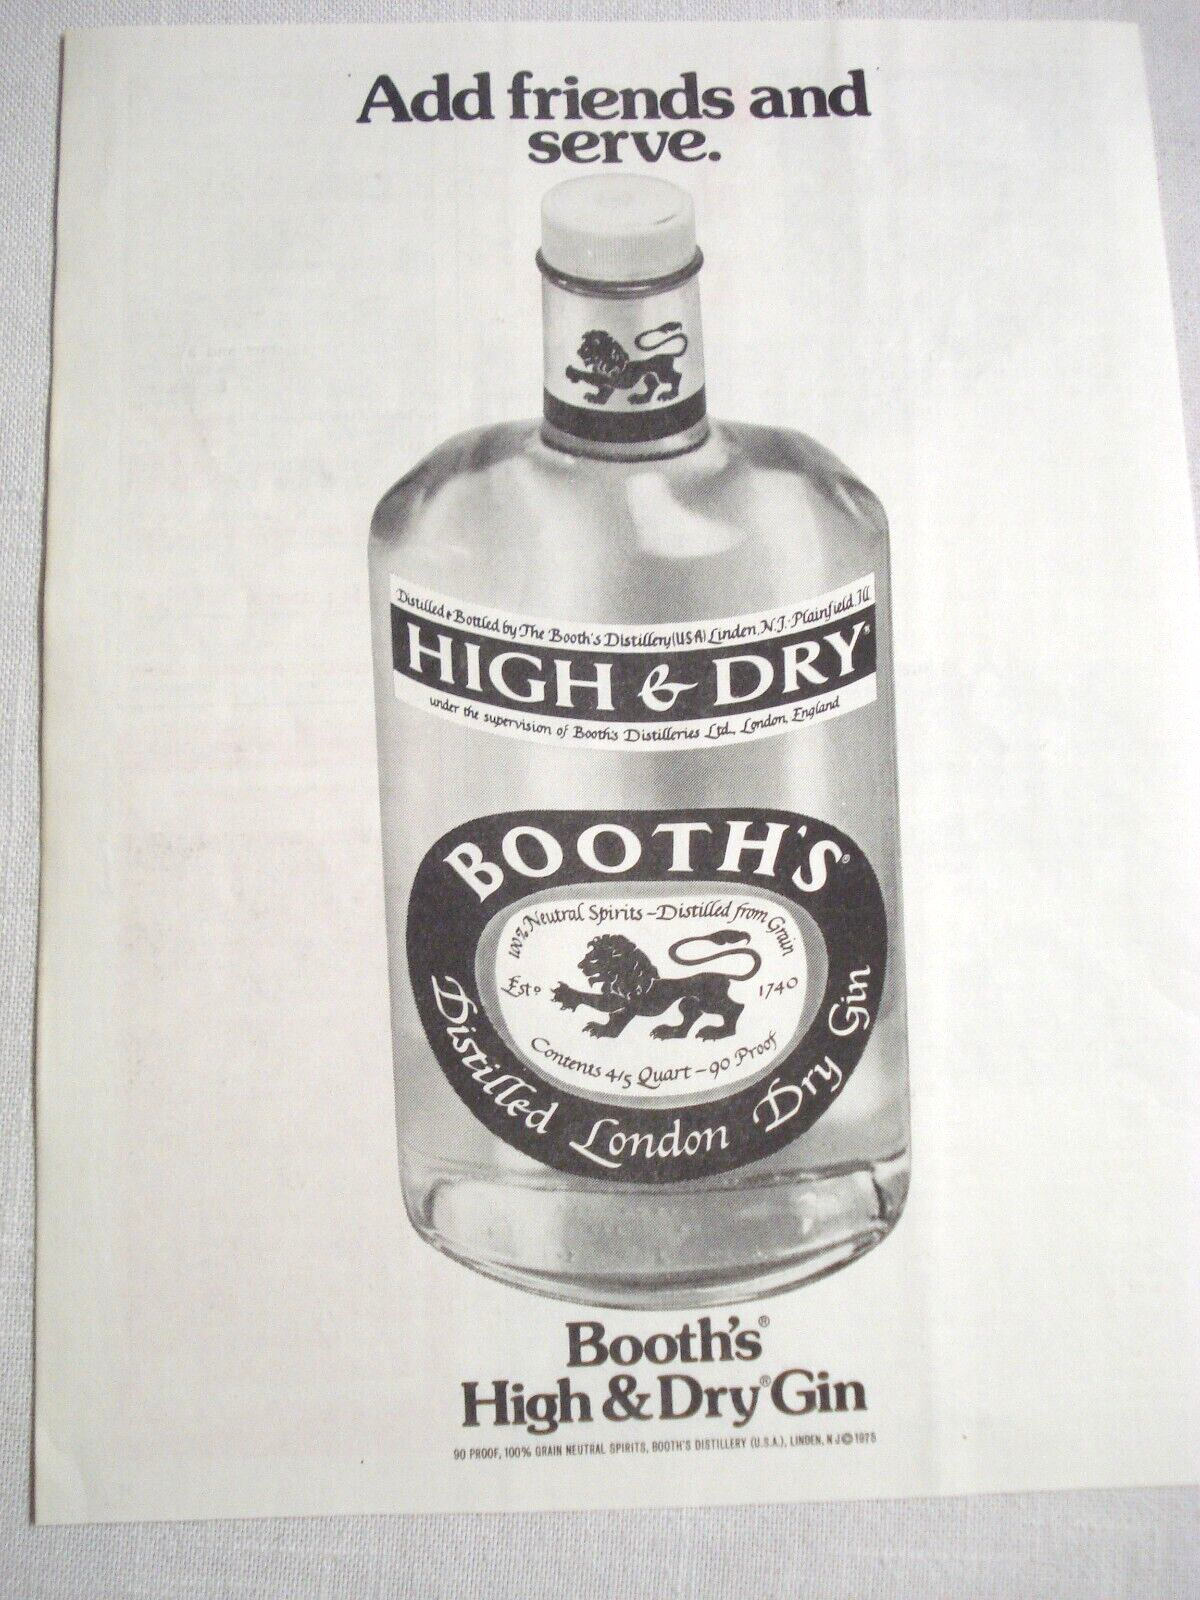 Add friends and
serve.
Distilled & Bottled by The Booth's Distillery (USA) Linden, N.J.-Plainfield, Ill
HIGH & DRY
under the supervision of Booth's Distilleries Ltd., London, England
BOOTH'S®
100% Neutral Spirits – Distilled from Grain
Estd 1740
Contents 4/5 Quart – 90 Proof
Distilled London Dry Gin
Booth's®
High & Dry® Gin
90 PROOF, 100% GRAIN NEUTRAL SPIRITS, BOOTH'S DISTILLERY (U.S.A.), LINDEN, N J ©